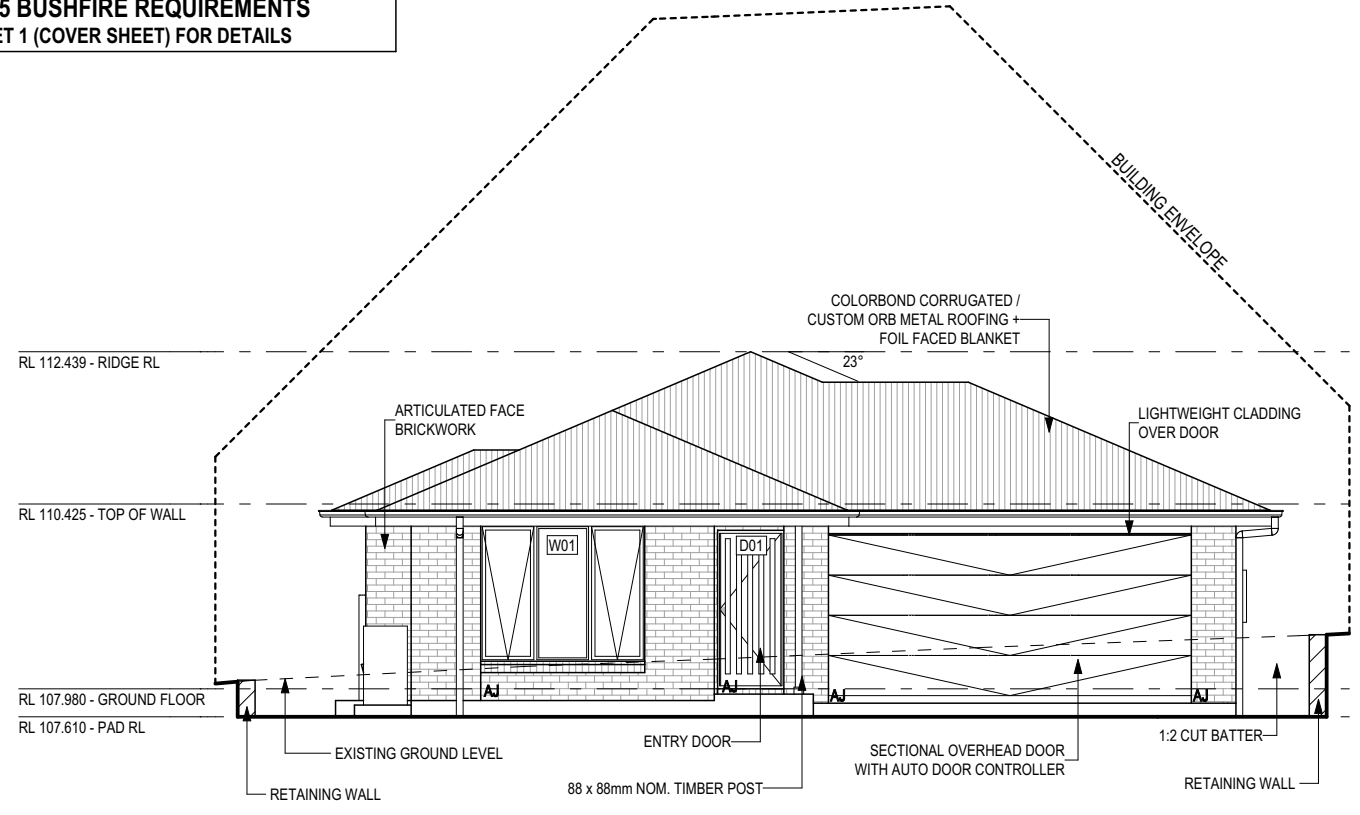 5 BUSHFIRE REQUIREMENTS
ET 1 (COVER SHEET) FOR DETAILS
BUILDING ENVELOPE
COLORBOND CORRUGATED /
CUSTOM ORB METAL ROOFING +
FOIL FACED BLANKET
RL 112.439 - RIDGE RL
23°
ARTICULATED FACE
BRICKWORK
LIGHTWEIGHT CLADDING
OVER DOOR
RL 110.425 - TOP OF WALL
W01
D01
RL 107.980 - GROUND FLOOR
AJ
AJ
AJ
AJ
RL 107.610 - PAD RL
EXISTING GROUND LEVEL
ENTRY DOOR
SECTIONAL OVERHEAD DOOR
WITH AUTO DOOR CONTROLLER
1:2 CUT BATTER
RETAINING WALL
88 x 88mm NOM. TIMBER POST
RETAINING WALL